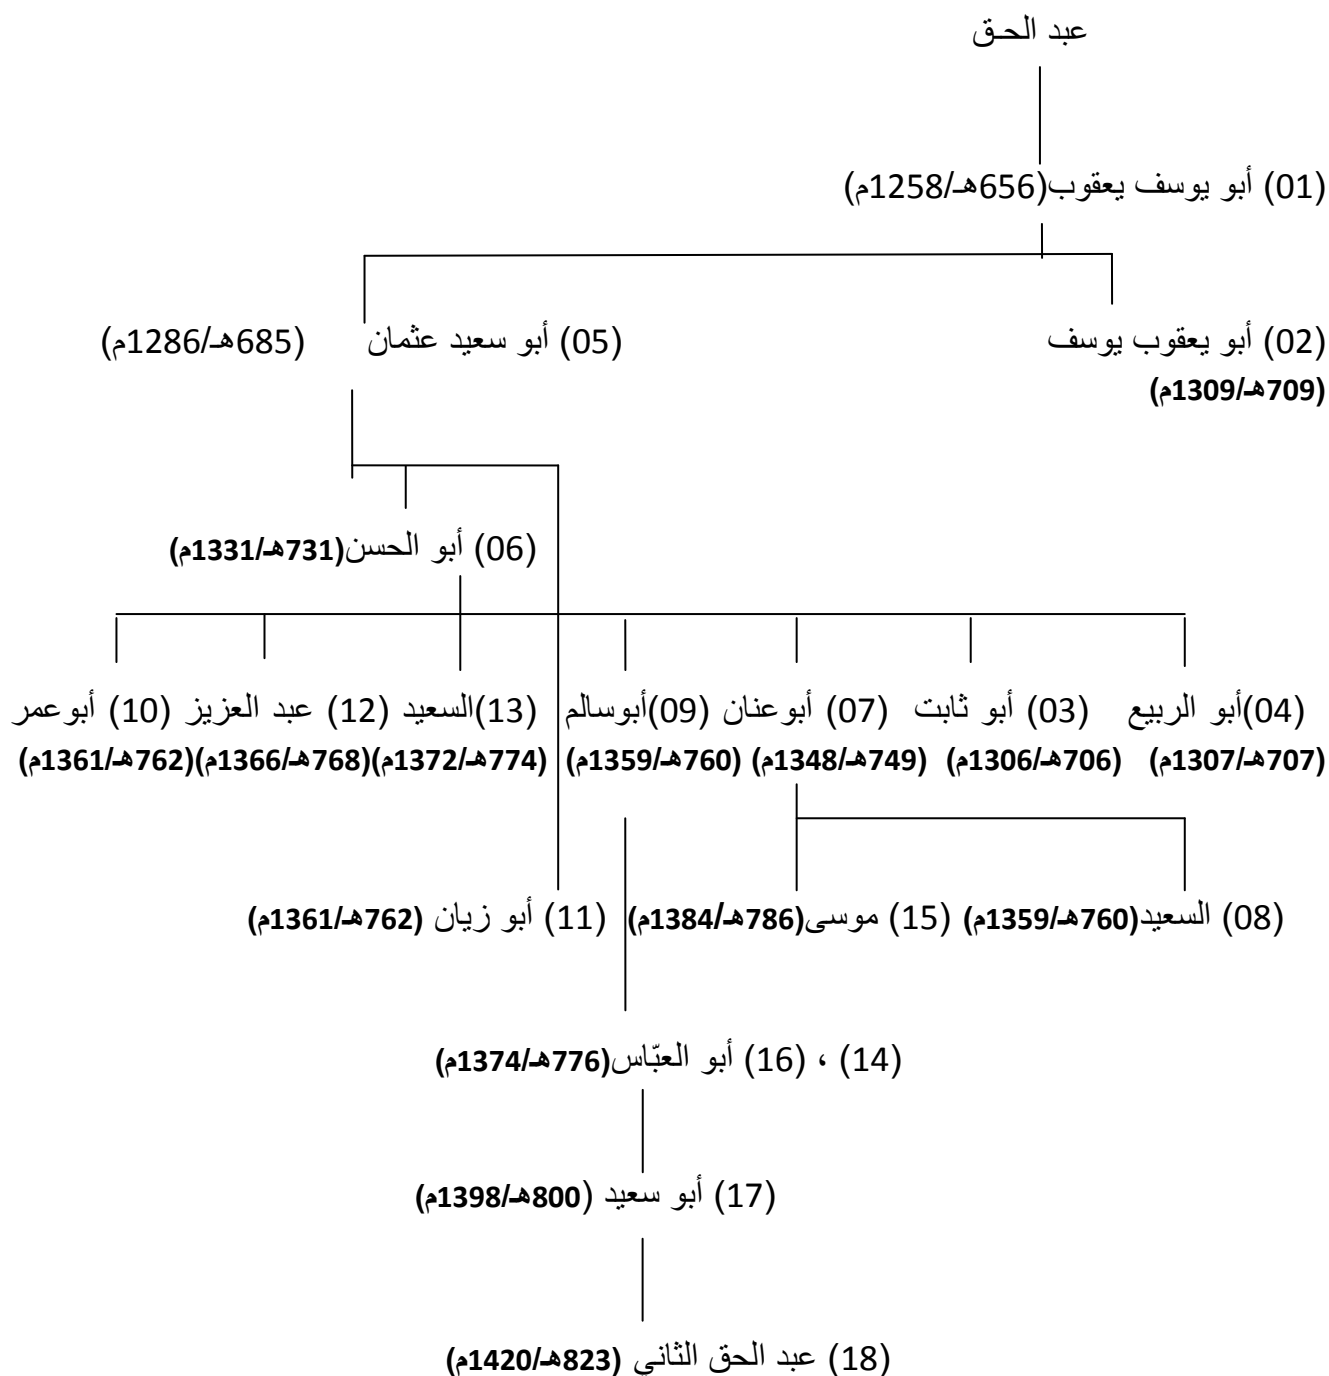 عبد الحـق
(01) أبو يوسف يعقوب(656هـ/1258م)
(02) أبو يعقوب يوسف (05) أبو سعيد عثمان (685هـ/1286م)
(709هـ/1309م)
(06) أبو الحسن(731هـ/1331م)
(04)أبو الربيع (03) أبو ثابت (07) أبوعنان (09)أبوسالم (13)السعيد (12) عبد العزيز (10) أبوعمر
(707هـ/1307م) (706هـ/1306م) (749هـ/1348م) (760هـ/1359م) (774هـ/1372م)(768هـ/1366م)(762هـ/1361م)
(08) السعيد(760هـ/1359م) (15) موسى(786هـ/1384م) (11) أبو زيان (762هـ/1361م)
(14) ، (16) أبو العبّاس(776هـ/1374م)
(17) أبو سعيد (800هـ/1398م)
(18) عبد الحق الثاني (823هـ/1420م)